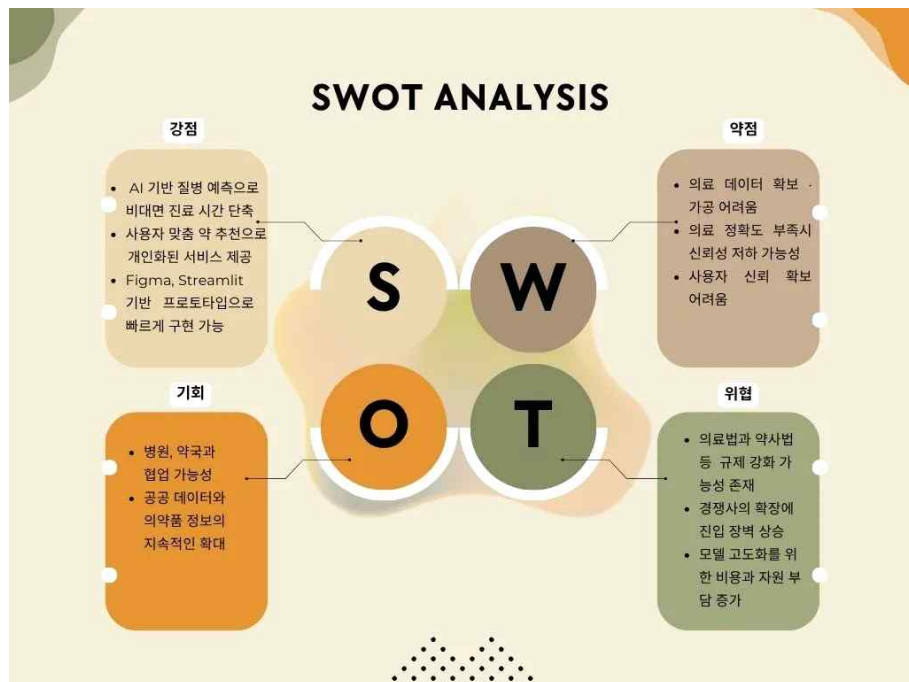 SWOT ANALYSIS
강점
• AI 기반 질병 예측으로
비대면 진료 시간 단축
• 사용자 맞춤 약 추천으로
개인화된 서비스 제공
• Figma, Streamlit
기반 프로토타입으로
빠르게 구현 가능
약점
• 의료 데이터 확보 ·
가공 어려움
• 의료 정확도 부족시
신뢰성 저하 가능성
• 사용자 신뢰 확보
어려움
S
W
O
T
기회
• 병원, 약국과
협업 가능성
• 공공 데이터와
의약품 정보의
지속적인 확대
위협
• 의료법과 약사법
등 규제 강화 가
능성 존재
• 경쟁사의 확장에
진입 장벽 상승
• 모델 고도화를 위
한 비용과 자원 부
담 증가